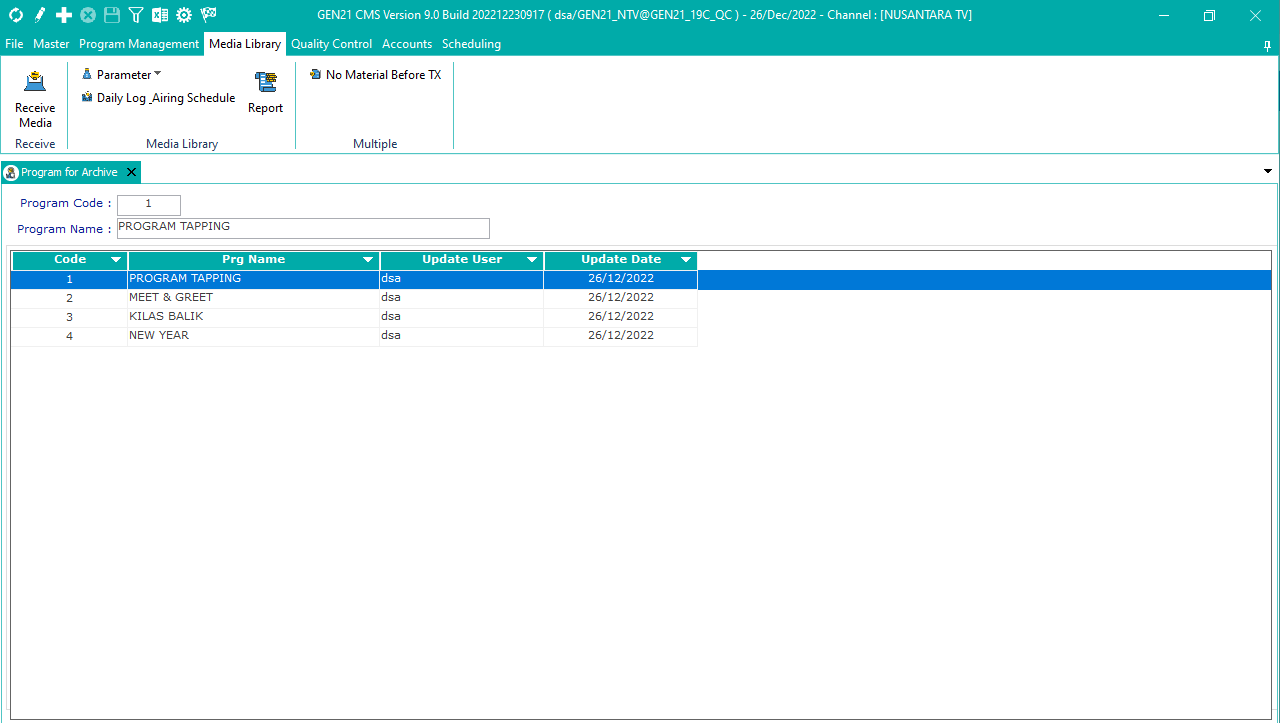 GEN21 CMS Version 9.0 Build 202212230917 ( dsa/GEN21_NTV@GEN21_19C_QC ) - 26/Dec/2022 - Channel : [NUSANTARA TV]
File Master Program Management Media Library Quality Control Accounts Scheduling
Receive Media
Parameter
Daily Log _Airing Schedule
Report
No Material Before TX
Receive Media Library Multiple
Program for Archive
Program Code : 1
Program Name : PROGRAM TAPPING
Code Prg Name Update User Update Date
1 PROGRAM TAPPING dsa 26/12/2022
2 MEET & GREET dsa 26/12/2022
3 KILAS BALIK dsa 26/12/2022
4 NEW YEAR dsa 26/12/2022